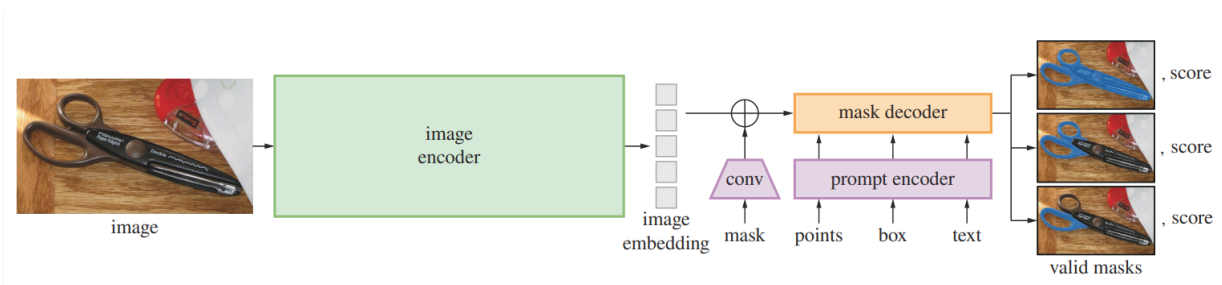 image
image
encoder
image
embedding
mask
conv
points
box
text
prompt encoder
mask decoder
, score
, score
, score
valid masks